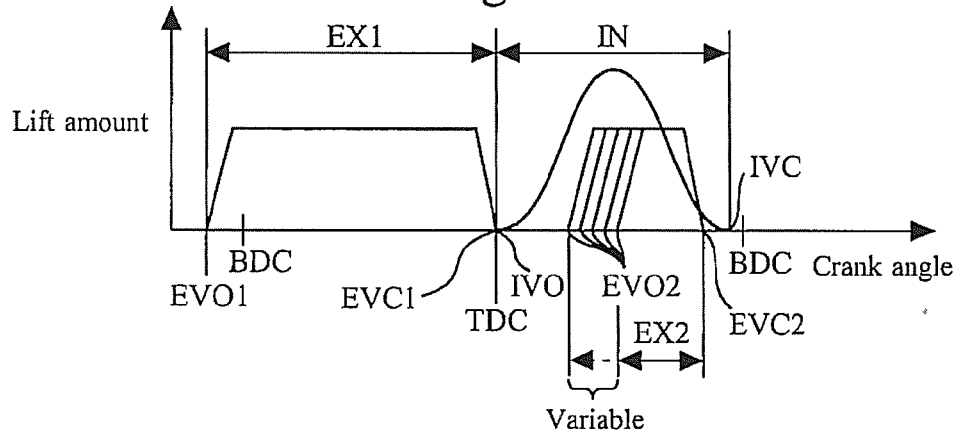 EX1
IN
Lift amount
IVC
BDC
BDC
Crank angle
EVO1
EVC1
IVO
EVO2
TDC
EVC2
EX2
Variable